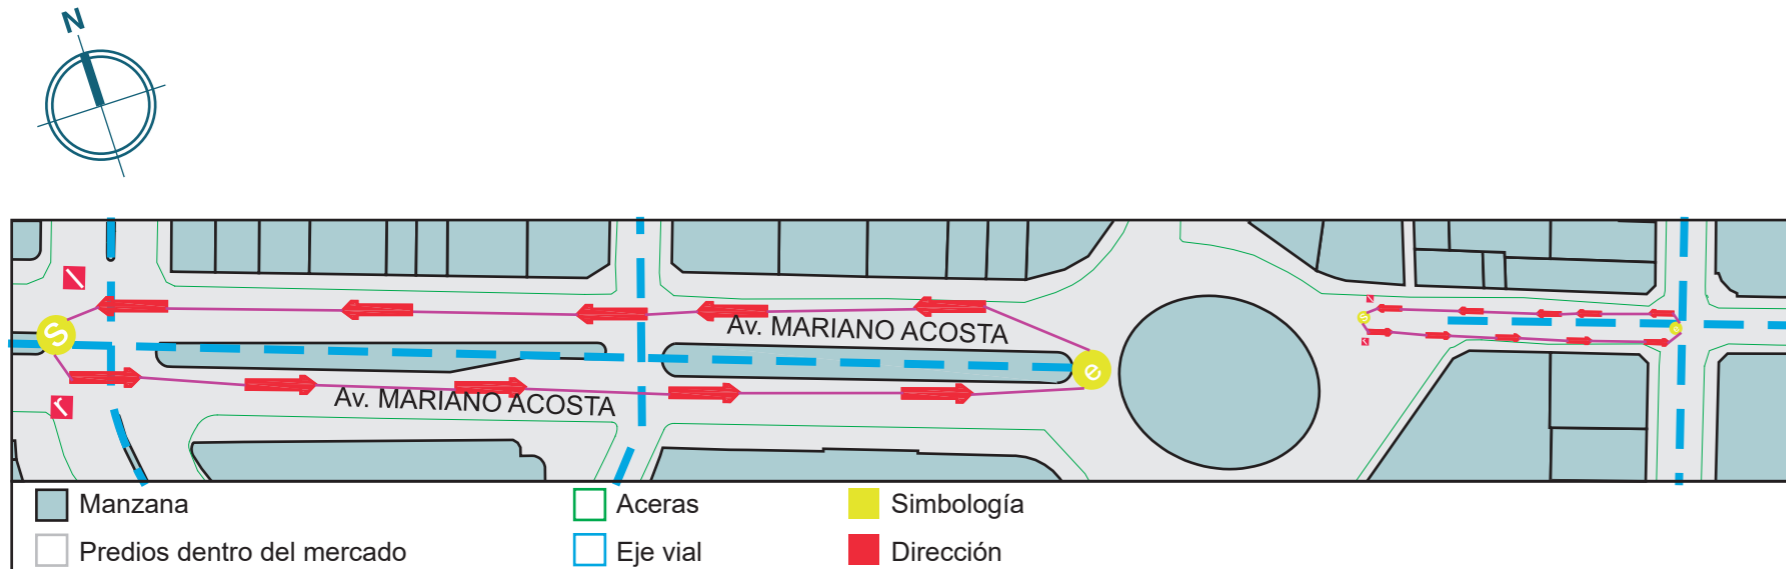 N
l
S
Av. MARIANO ACOSTA
e
s
e
r
Av. MARIANO ACOSTA
Manzana
Aceras
Simbología
Predios dentro del mercado
Eje vial
Dirección